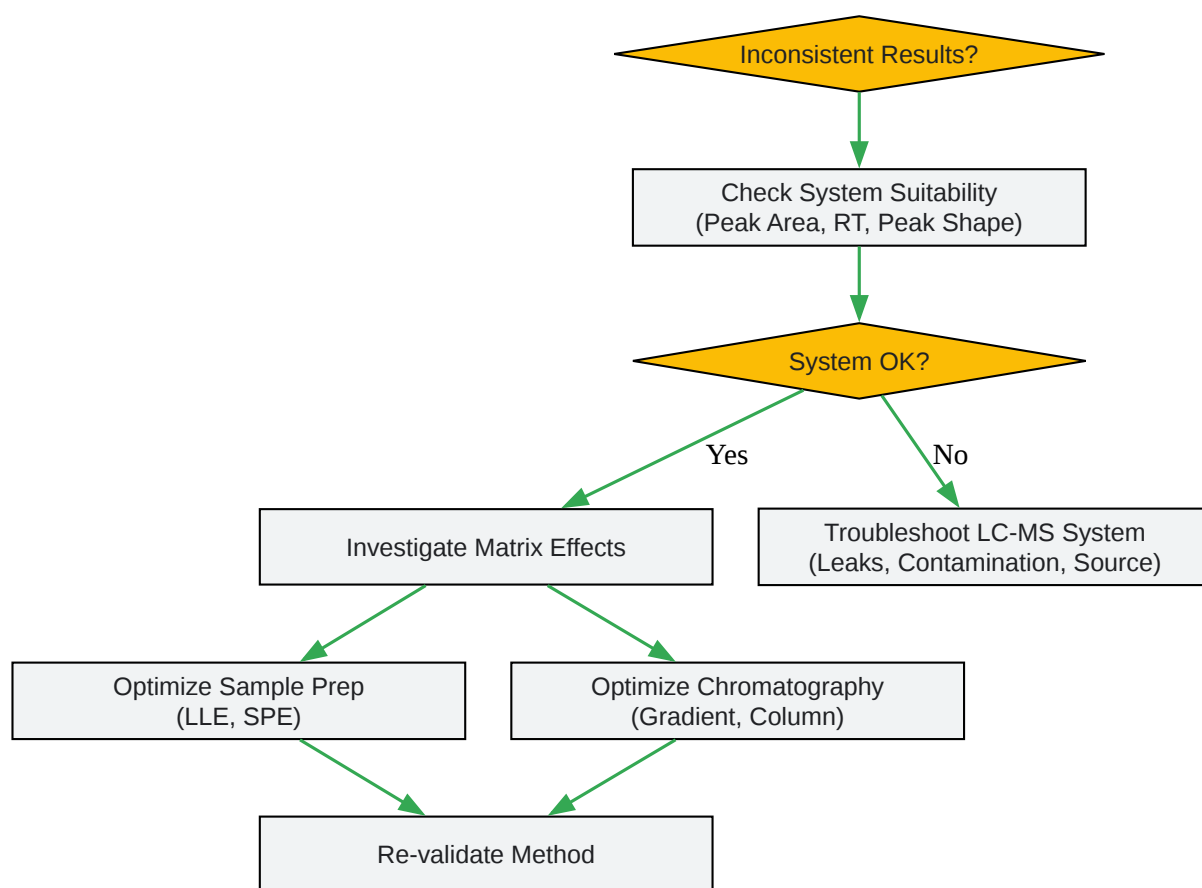 Inconsistent Results?
Check System Suitability
(Peak Area, RT, Peak Shape)
System OK?
Yes
No
Investigate Matrix Effects
Troubleshoot LC-MS System
(Leaks, Contamination, Source)
Optimize Sample Prep
(LLE, SPE)
Optimize Chromatography
(Gradient, Column)
Re-validate Method